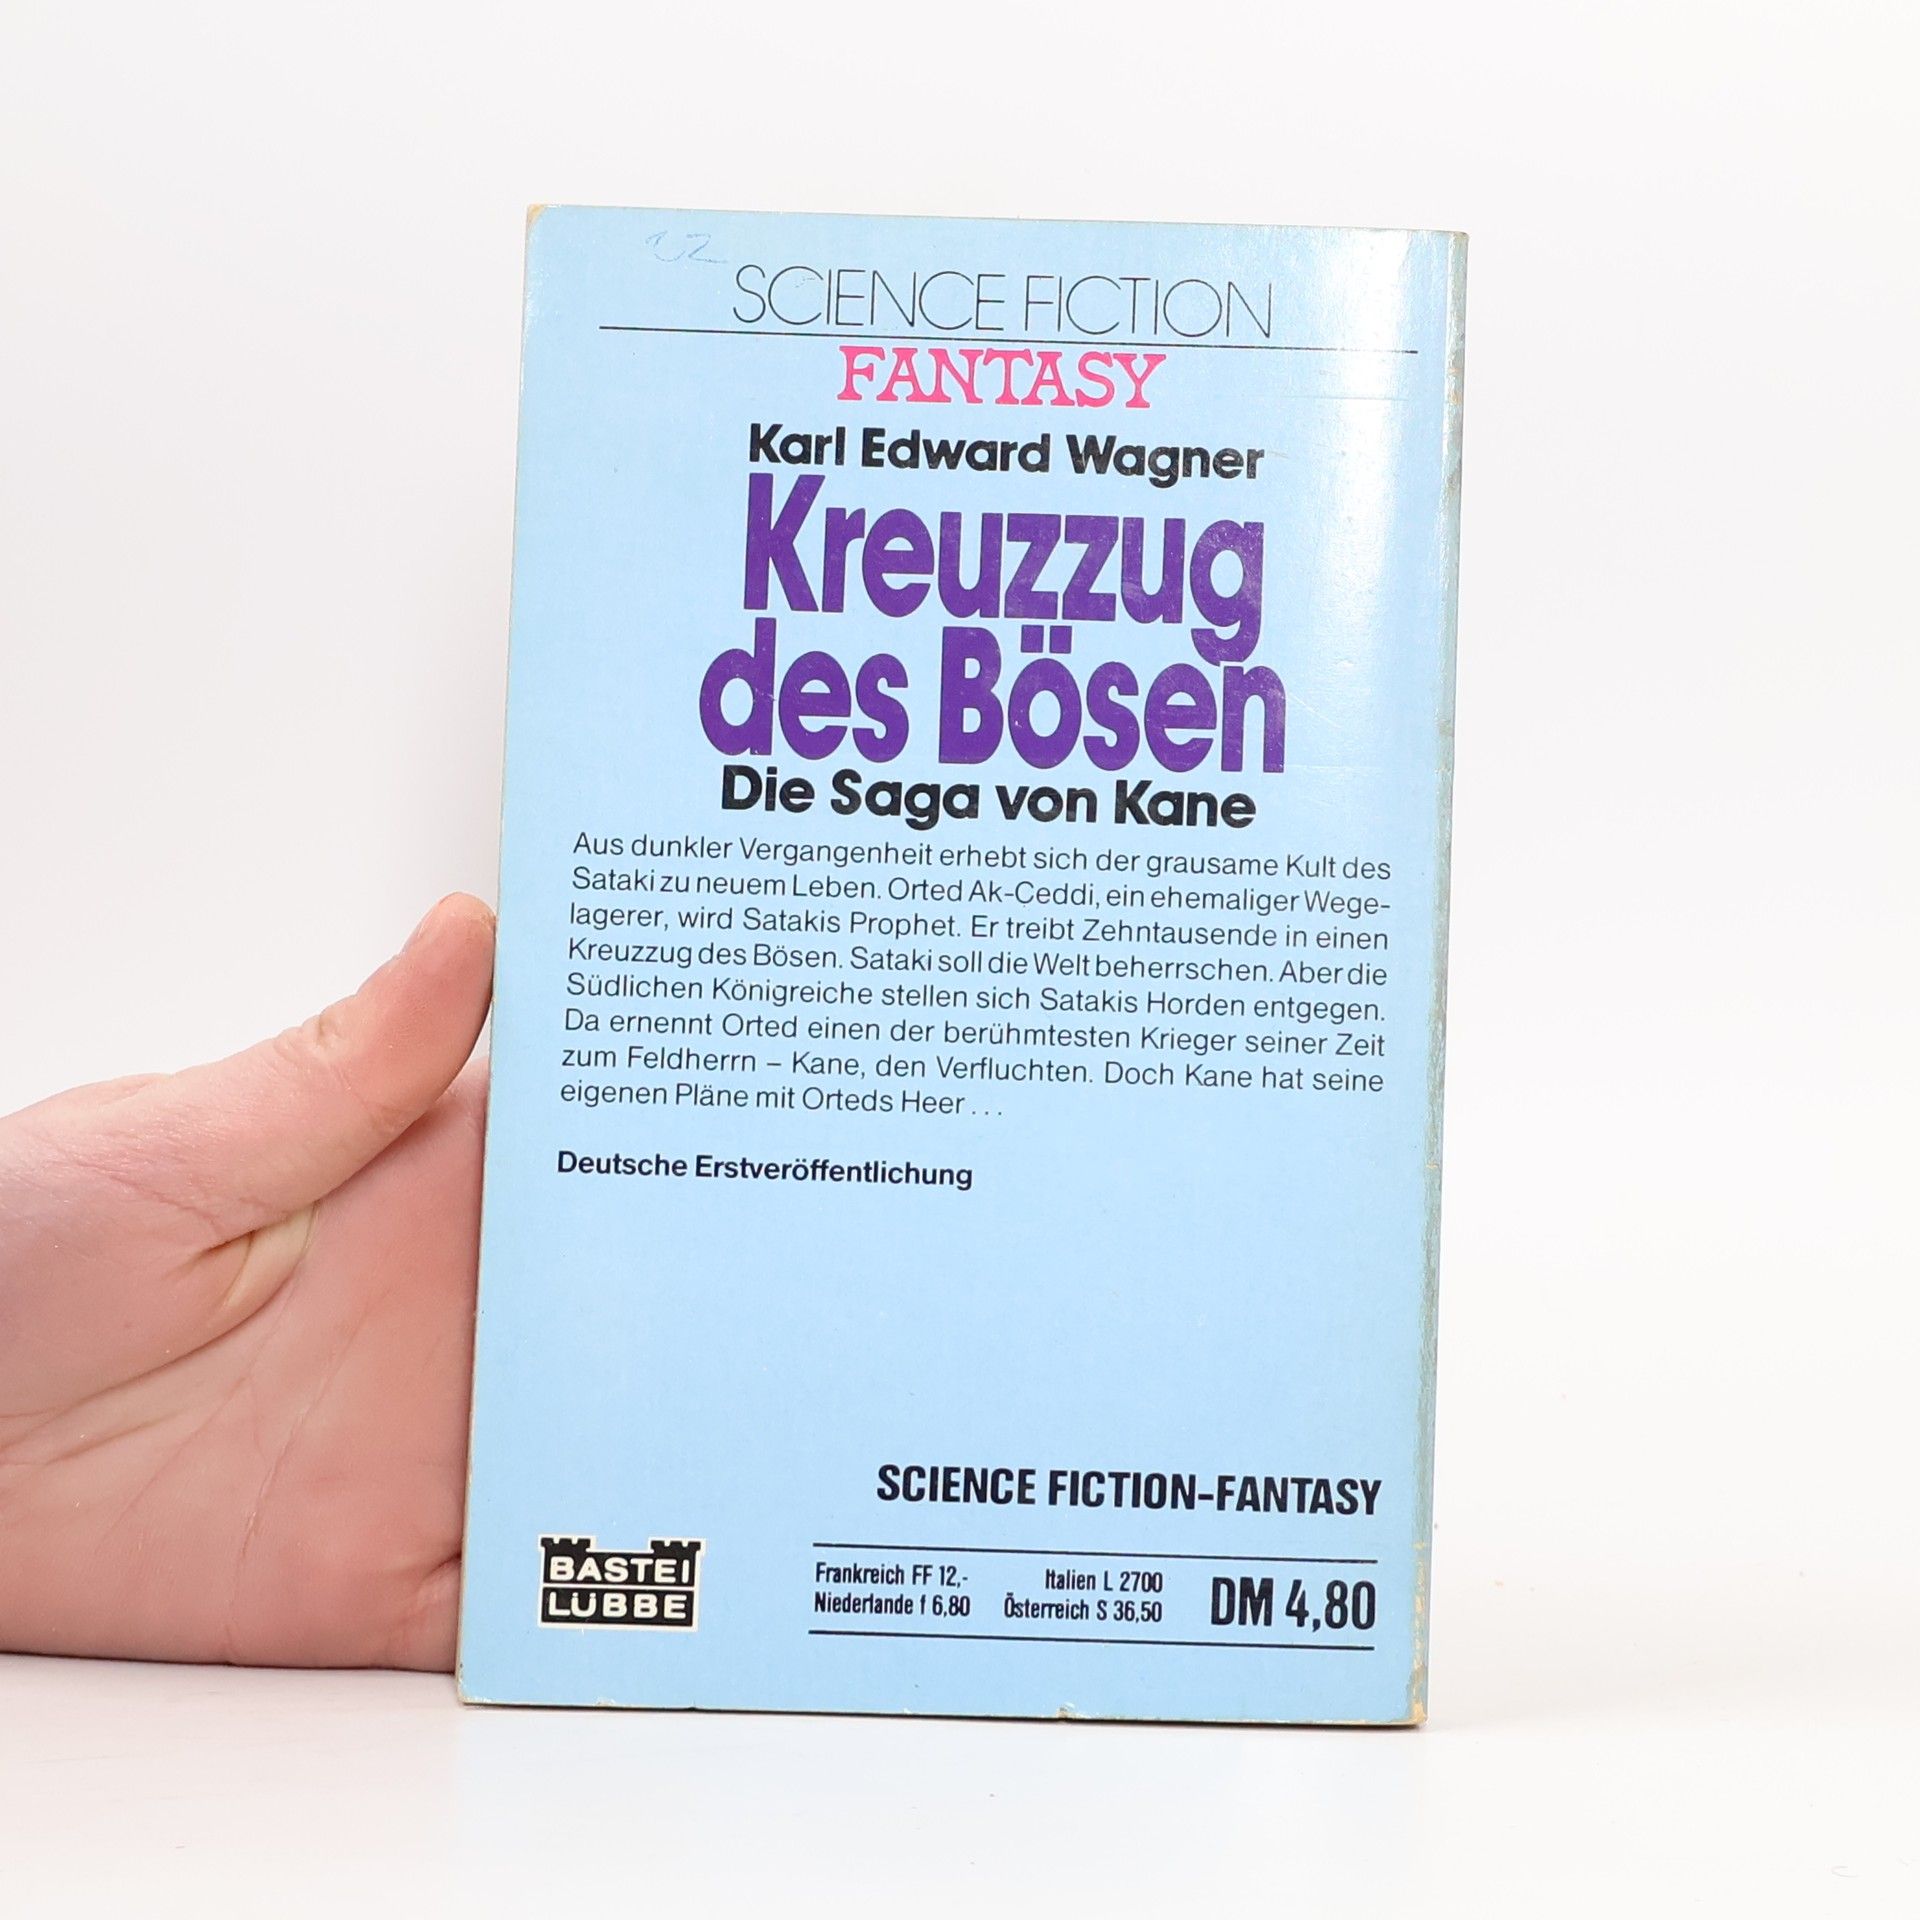 SCIENCE FICTION
FANTASY
Karl Edward Wagner
Kreuzzug
des Bösen
Die Saga von Kane
Aus dunkler Vergangenheit erhebt sich der grausame Kult des
Sataki zu neuem Leben. Orted Ak-Ceddi, ein ehemaliger Wege-
lagerer, wird Satakis Prophet. Er treibt Zehntausende in einen
Kreuzzug des Bösen. Sataki soll die Welt beherrschen. Aber die
Südlichen Königreiche stellen sich Satakis Horden entgegen.
Da ernennt Orted einen der berühmtesten Krieger seiner Zeit
zum Feldherrn – Kane, den Verfluchten. Doch Kane hat seine
eigenen Pläne mit Orteds Heer ...
Deutsche Erstveröffentlichung
SCIENCE FICTION-FANTASY
BASTEI
LÜBBE
Frankreich FF 12,- Italien L 2700
Niederlande f 6,80 Österreich S 36,50
DM 4,80